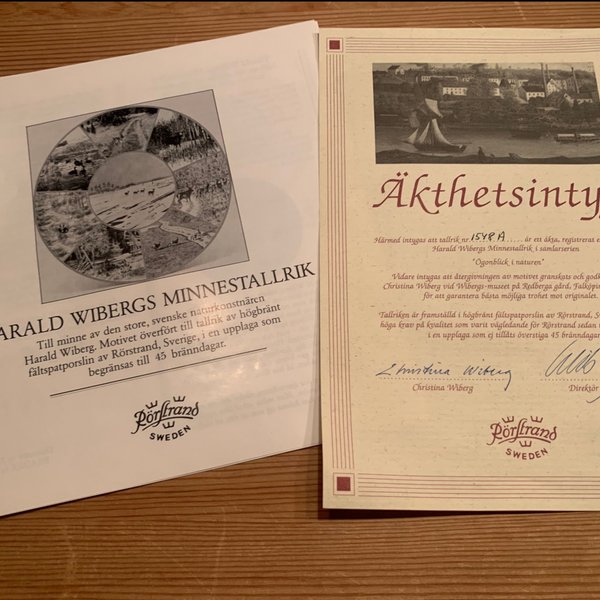 HARALD WIBERGS MINNESTALLRIK
Till minne av den store, svenske naturkonstnären
Harald Wiberg. Motivet överfört till tallrik av högbränt
fältspatporslin av Rörstrand, Sverige, i en upplaga som
begränsas till 45 bränndagar.
Rörstrand
SWEDEN
Äkthetsinty
Härmed intygas att tallrik nr 1548 A ..... är ett äkta, registrerat
Harald Wibergs Minnestallrik i samlarserien
"Ögonblick i naturen"
Vidare intygas att återgivningen av motivet granskats och godk
Christina Wiberg vid Wibergs-museet på Redberga gård, Falköpin
för att garantera bästa möjliga trohet mot originalet.
Tallriken är framställd i högbränt fältspatporslin av Rörstrand, S
höga krav på kvalitet som varit vägledande för Rörstrand sedan
i en upplaga som ej tillåts överstiga 45 bränndagar.
Christina Wiberg
Christina Wiberg
Direktör
Rörstrand
SWEDEN